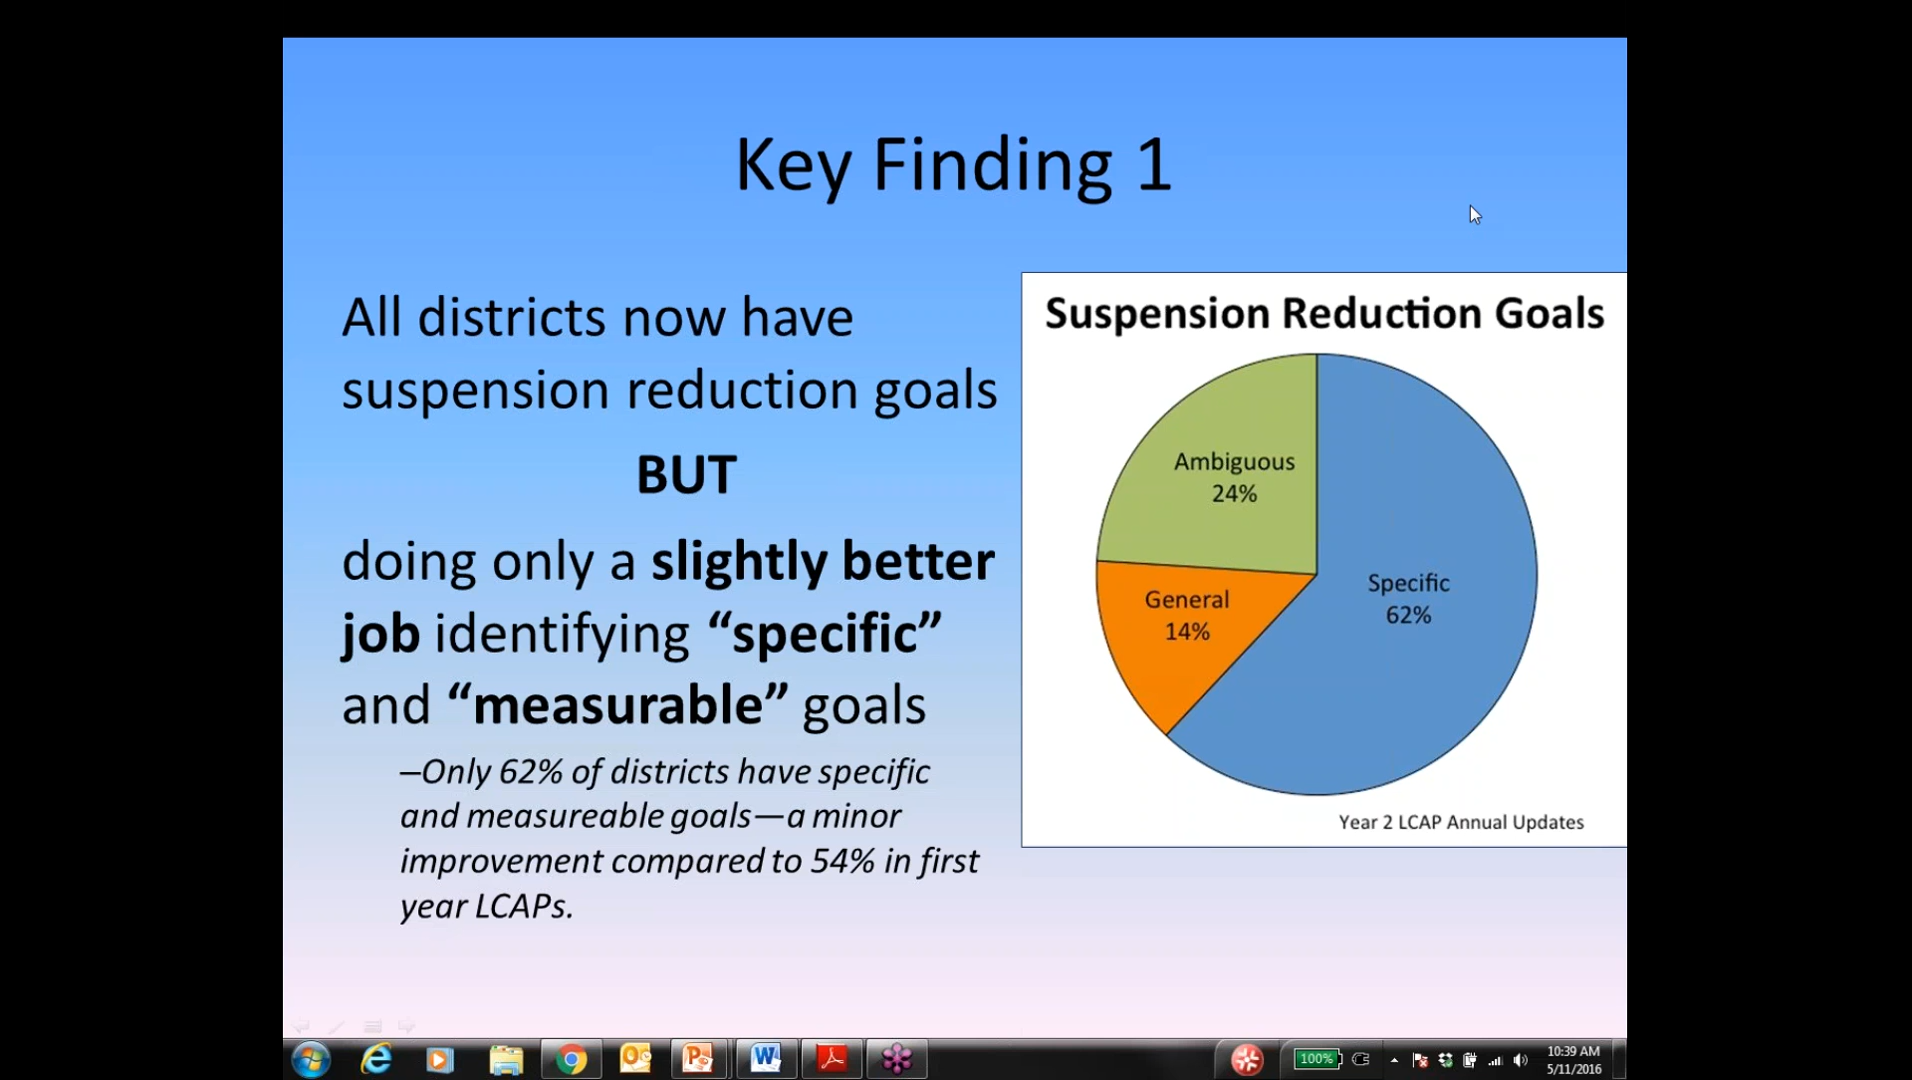 Key Finding 1
All districts now have
suspension reduction goals
BUT
doing only a slightly better
job identifying “specific”
and “measurable” goals
–Only 62% of districts have specific
and measureable goals—a minor
improvement compared to 54% in first
year LCAPs.
Suspension Reduction Goals
Ambiguous
24%
Specific
62%
General
14%
Year 2 LCAP Annual Updates
100%
10:39 AM
5/11/2016